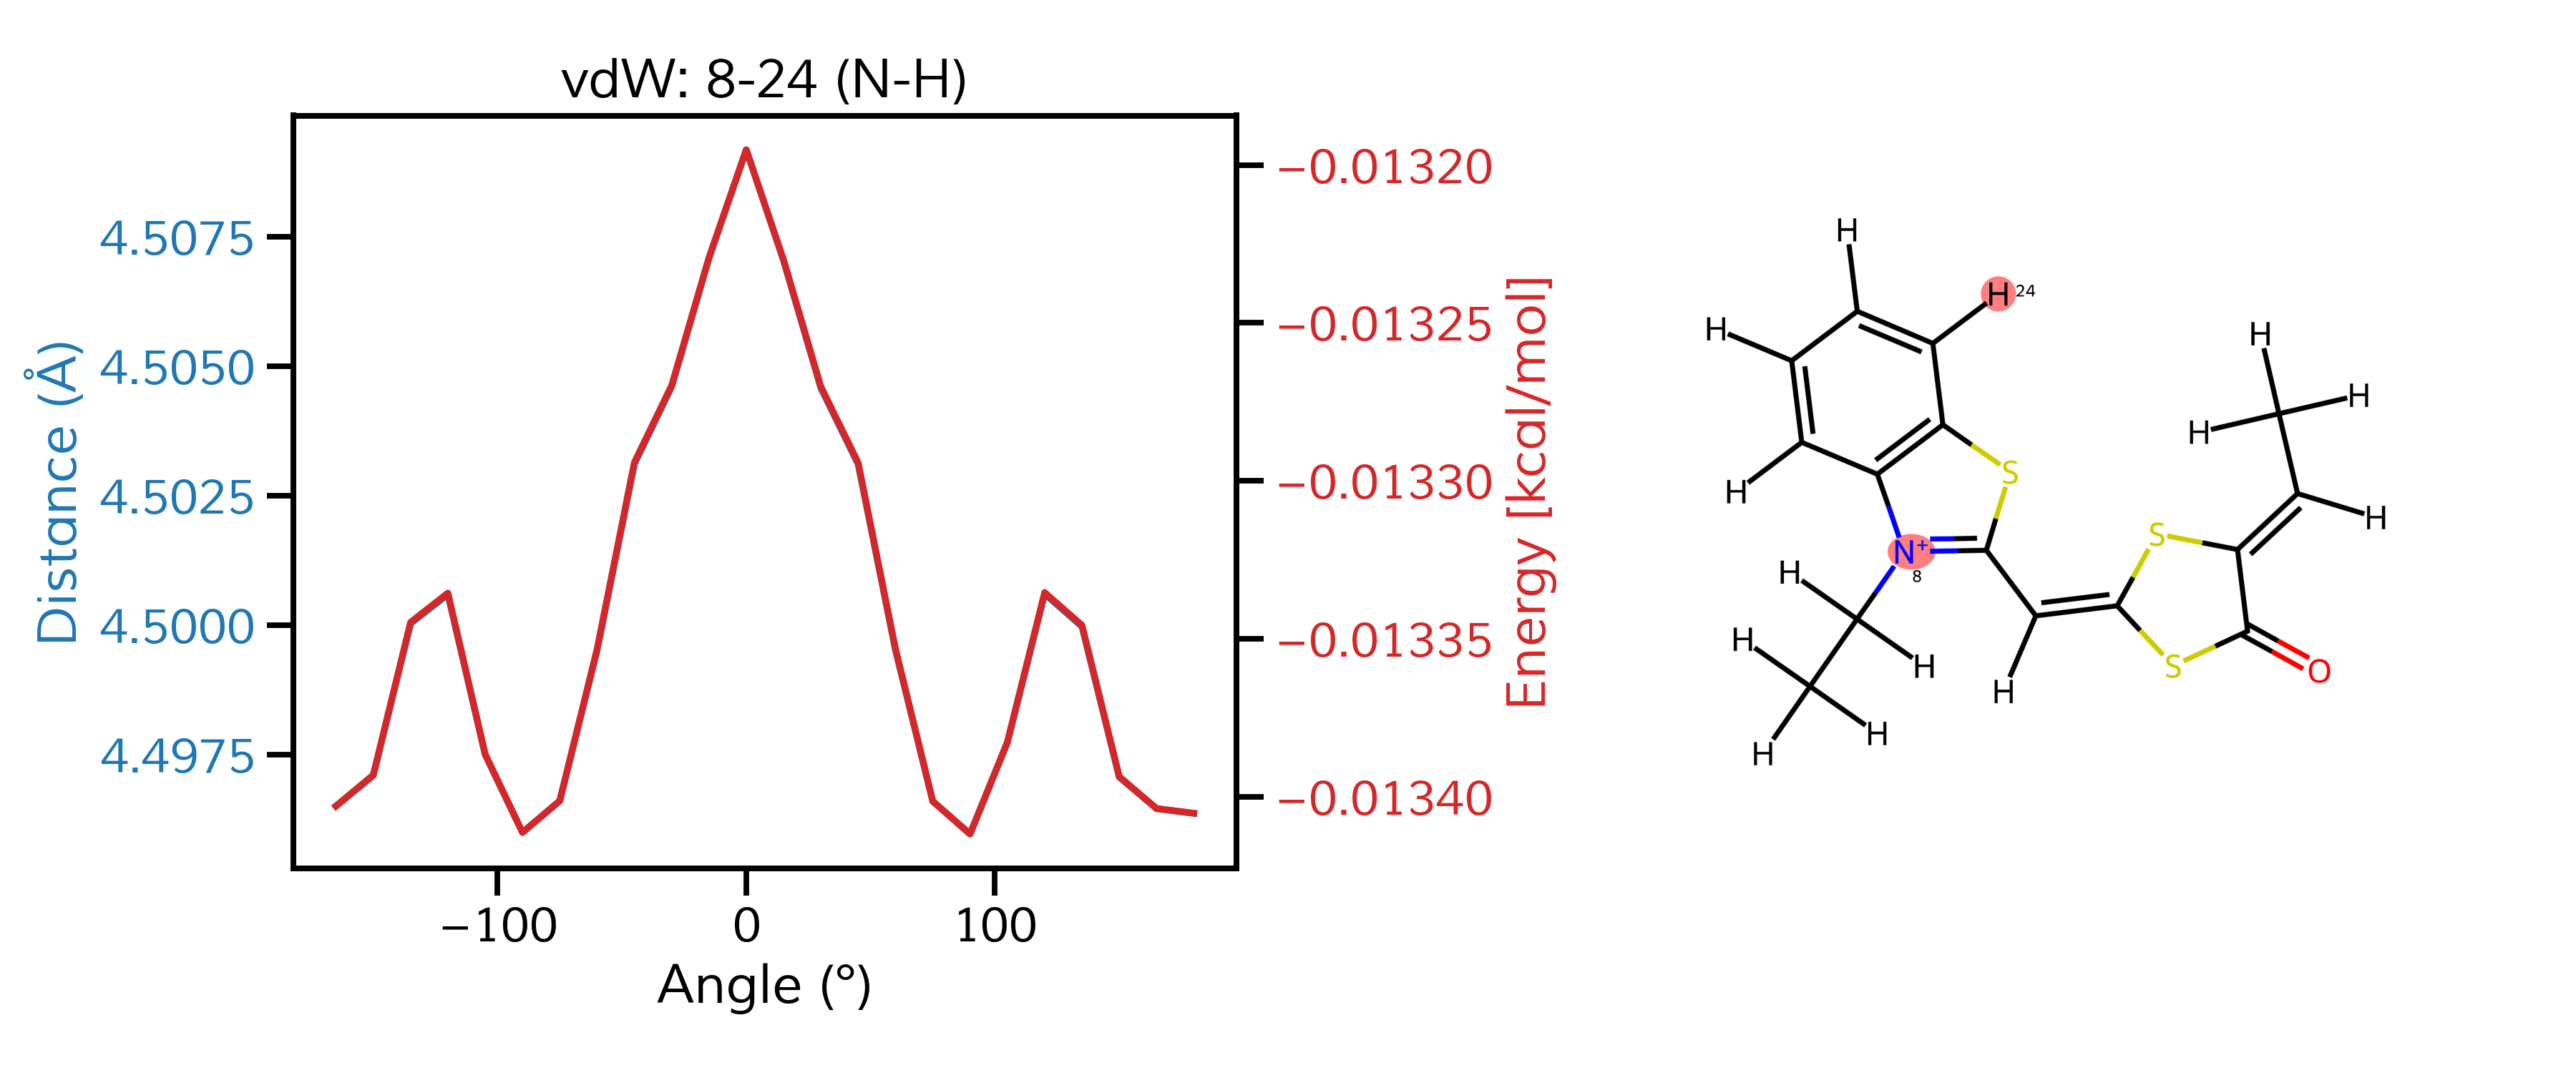 vdW: 8-24 (N-H)
4.5075
4.5050
4.5025
4.5000
4.4975
Distance (Å)
−0.01320
−0.01325
−0.01330
−0.01335
−0.01340
Energy [kcal/mol]
−100 0 100
Angle (°)
H
H 24
H
H
H
H
S
H
H
S
N+
8
H
H
H
S
O
H
H
H
H